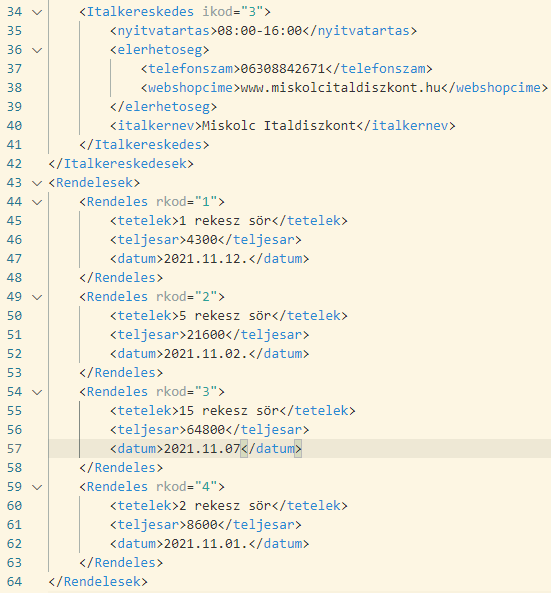 34 <Italkereskedes ikod="3">
35 <nyitvatartas>08:00-16:00</nyitvatartas>
36 <elerhetoseg>
37 <telefonszam>06308842671</telefonszam>
38 <webshopcime>www.miskolcitaldiszkont.hu</webshopcime>
39 </elerhetoseg>
40 <italkernev>Miskolc Italdiszkont</italkernev>
41 </Italkereskedes>
42 </Italkereskedesek>
43 <Rendelesek>
44 <Rendeles rkod="1">
45 <tetelek>1 rekesz sör</tetelek>
46 <teljesar>4300</teljesar>
47 <datum>2021.11.12.</datum>
48 </Rendeles>
49 <Rendeles rkod="2">
50 <tetelek>5 rekesz sör</tetelek>
51 <teljesar>21600</teljesar>
52 <datum>2021.11.02.</datum>
53 </Rendeles>
54 <Rendeles rkod="3">
55 <tetelek>15 rekesz sör</tetelek>
56 <teljesar>64800</teljesar>
57 <datum>2021.11.07</datum>
58 </Rendeles>
59 <Rendeles rkod="4">
60 <tetelek>2 rekesz sör</tetelek>
61 <teljesar>8600</teljesar>
62 <datum>2021.11.01.</datum>
63 </Rendeles>
64 </Rendelesek>